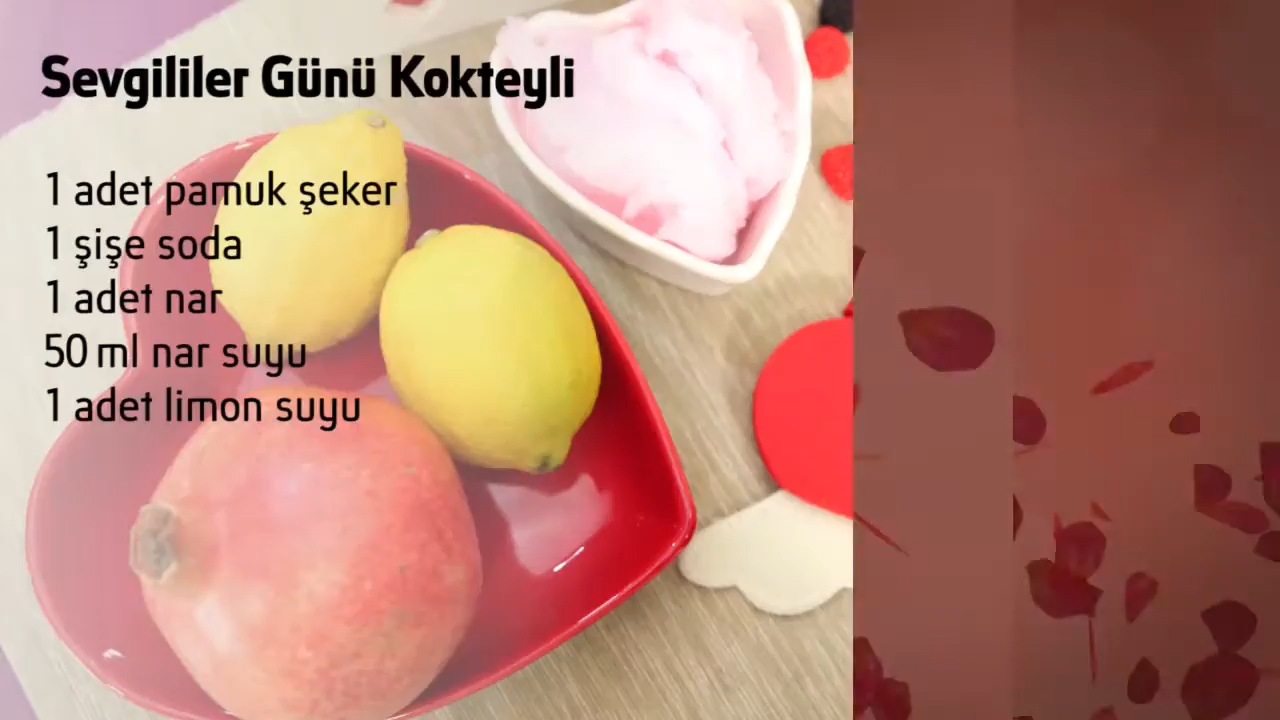 Sevgililer Günü Kokteyli
1 adet pamuk şeker
1 şişe soda
1 adet nar
50 ml nar suyu
1 adet limon suyu